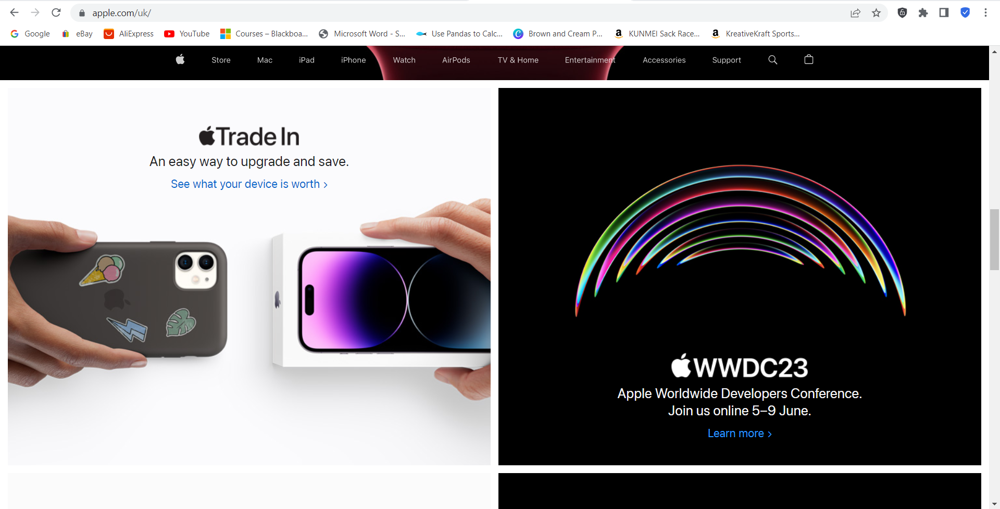 apple.com/uk/
Google eBay AliExpress YouTube Courses – Blackboa... Microsoft Word - S... Use Pandas to Calc... Brown and Cream P... KUNMEI Sack Race... KreativeKraft Sports...
Store Mac iPad iPhone Watch AirPods TV & Home Entertainment Accessories Support
Trade In
An easy way to upgrade and save.
See what your device is worth >
WWDC23
Apple Worldwide Developers Conference.
Join us online 5–9 June.
Learn more >